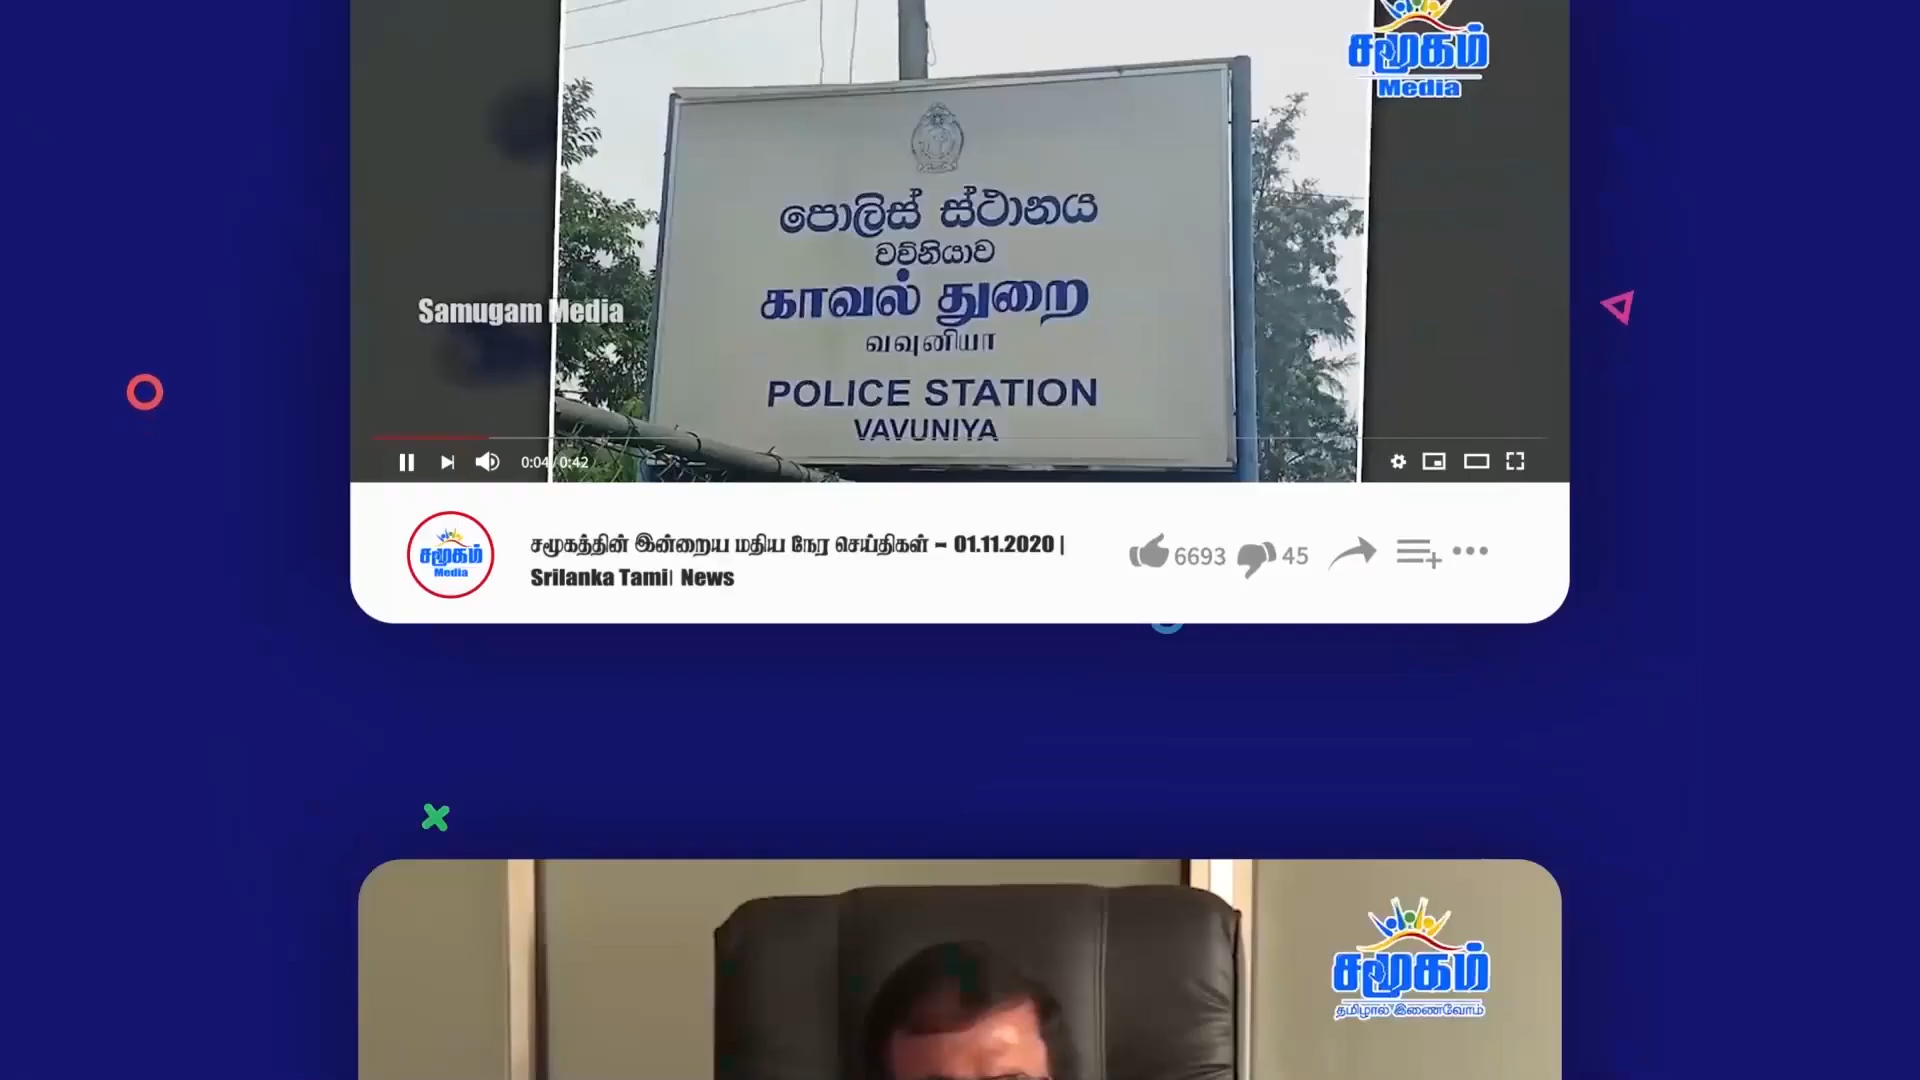 சமூகம்
Media
පොලිස් ස්ථානය
වව්නියාව
காவல் துறை
வவுனியா
Samugam Media
POLICE STATION
VAVUNIYA
0:04 / 0:42
சமூகம்
Media
சமூகத்தின் இன்றைய மதிய நேர செய்திகள் – 01.11.2020 |
Srilanka Tamil News
6693
45
சமூகம்
தமிழால் இணைவோம்